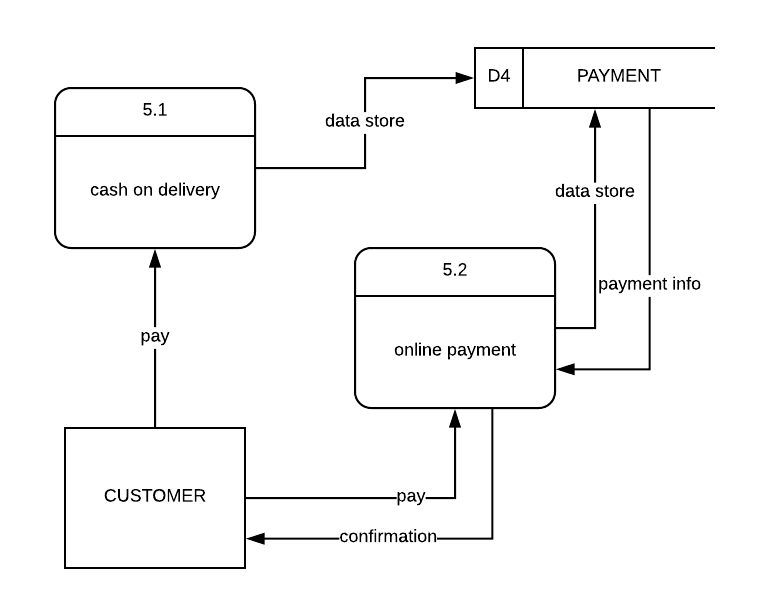 D4
PAYMENT
5.1
data store
cash on delivery
data store
5.2
payment info
pay
online payment
CUSTOMER
pay
confirmation